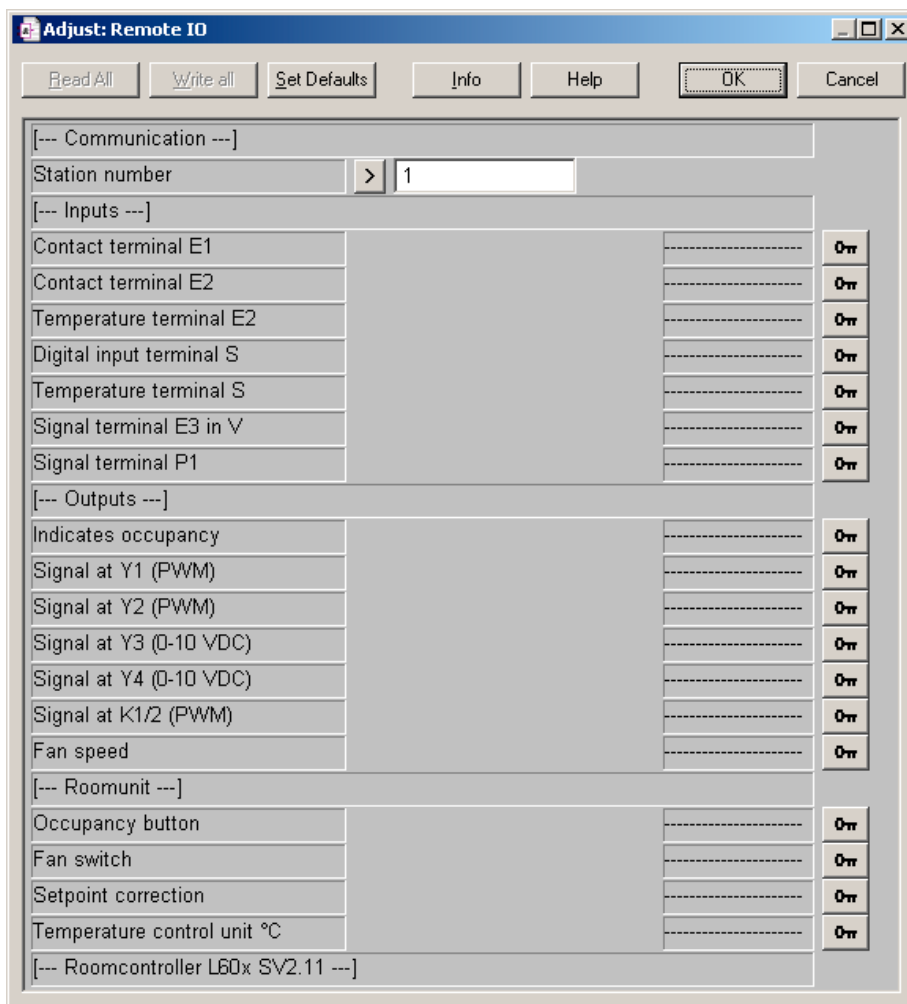 Adjust: Remote IO
Read All Write all Set Defaults Info Help OK Cancel
[--- Communication ---]
Station number > 1
[--- Inputs ---]
Contact terminal E1 ----------------------
Contact terminal E2 ----------------------
Temperature terminal E2 ----------------------
Digital input terminal S ----------------------
Temperature terminal S ----------------------
Signal terminal E3 in V ----------------------
Signal terminal P1 ----------------------
[--- Outputs ---]
Indicates occupancy ----------------------
Signal at Y1 (PWM) ----------------------
Signal at Y2 (PWM) ----------------------
Signal at Y3 (0-10 VDC) ----------------------
Signal at Y4 (0-10 VDC) ----------------------
Signal at K1/2 (PWM) ----------------------
Fan speed ----------------------
[--- Roomunit ---]
Occupancy button ----------------------
Fan switch ----------------------
Setpoint correction ----------------------
Temperature control unit °C ----------------------
[--- Roomcontroller L60x SV2.11 ---]